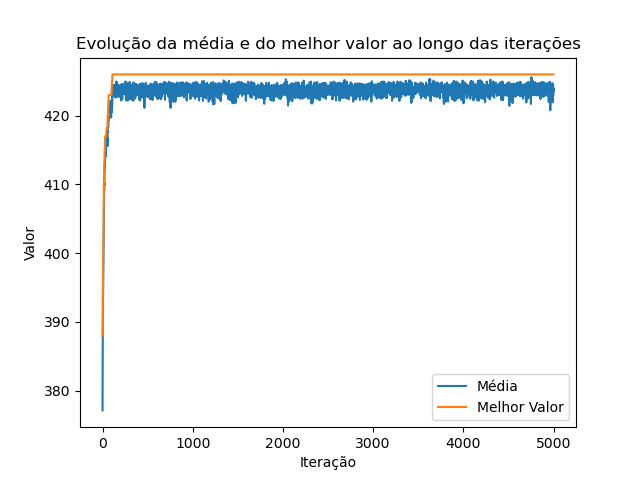 Evolução da média e do melhor valor ao longo das iterações
Valor
420
410
400
390
380
0 1000 2000 3000 4000 5000
Iteração
Média
Melhor Valor